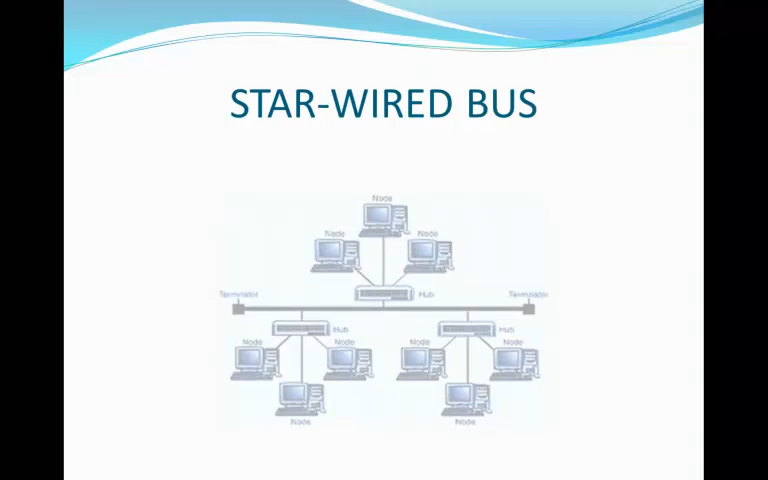 STAR-WIRED BUS
Node
Node
Node
Terminator
Hub
Terminator
Hub
Hub
Node
Node
Node
Node
Node
Node